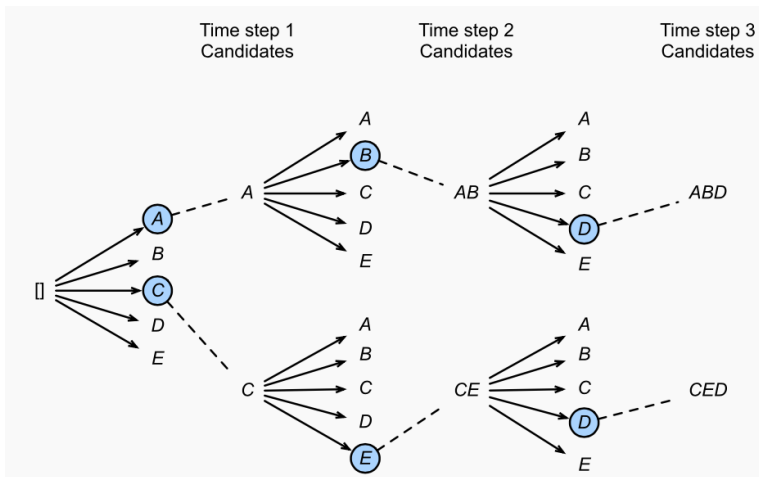 Time step 1
Candidates
Time step 2
Candidates
Time step 3
Candidates
[]
A
B
C
D
E
A
A
B
C
D
E
AB
A
B
C
D
E
ABD
C
A
B
C
D
E
CE
A
B
C
D
E
CED